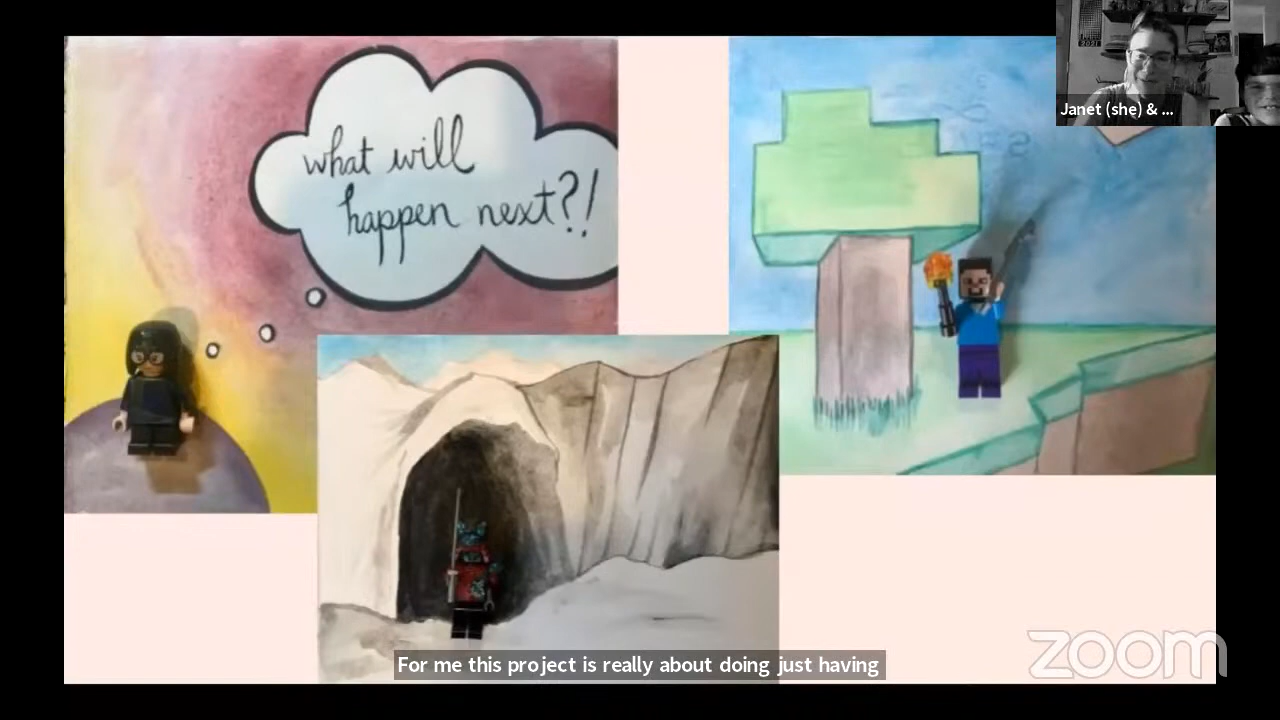 what will
happen next?!
Janet (she) & ...
For me this project is really about doing just having
zoom